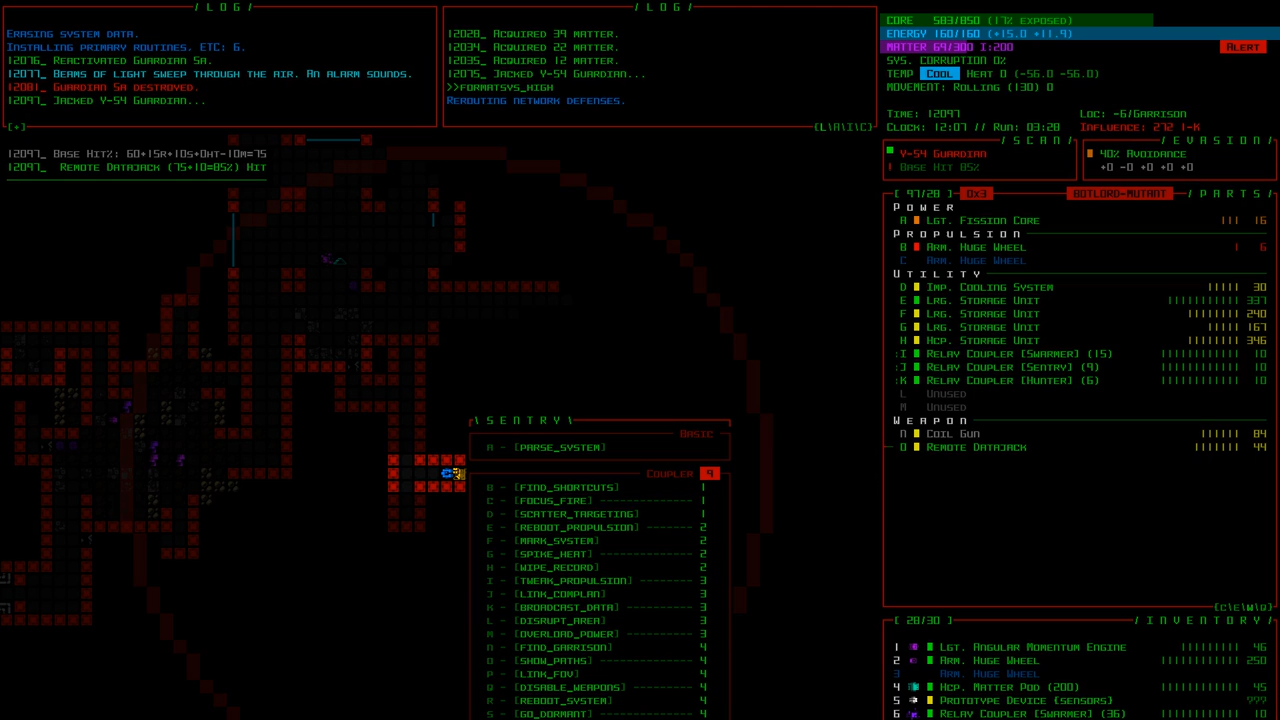 / L O G /
Erasing system data.
Installing primary routines, ETC: 6.
12076_ Reactivated Guardian 5a.
12077_ Beams of light sweep through the air. An alarm sounds.
12081_ Guardian 5a destroyed.
12097_ Jacked Y-54 Guardian...
[+]
/ L O G /
12028_ Acquired 39 matter.
12034_ Acquired 22 matter.
12035_ Acquired 12 matter.
12075_ Jacked Y-54 Guardian...
>>FORMATSYS_HIGH
Rerouting network defenses.
{L\A\I\C}
12097_ Base Hit%: 60+15r+10s+0ht-10m=75
12097_ Remote Datajack (75+10=85%) Hit
CORE 583/850 (17% exposed)
ENERGY 160/160 (+15.0 +11.9)
MATTER 69/300 I:200
Alert
SYS. CORRUPTION 0%
TEMP Cool HEAT 0 (-56.0 -56.0)
MOVEMENT: Rolling (130) 0
Time: 12097 Loc: -6/Garrison
Clock: 12:07 // Run: 03:28 Influence: 272 I-K
/ S C A N /
Y-54 Guardian
Base Hit 85%
/ E V A S I O N /
40% Avoidance
+0 -0 +0 +0 +0
[ 97/28 ] 0x3 BOTLORD-MUTANT / P A R T S /
P O W E R
A Lgt. Fission Core 16
P R O P U L S I O N
B Arm. Huge Wheel 6
C Arm. Huge Wheel
U T I L I T Y
D Imp. Cooling System 30
E Lrg. Storage Unit 337
F Lrg. Storage Unit 240
G Lrg. Storage Unit 167
H Hcp. Storage Unit 346
:I Relay Coupler [Swarmer] (15) 10
:J Relay Coupler [Sentry] (9) 10
:K Relay Coupler [Hunter] (6) 10
L Unused
M Unused
W E A P O N
N Coil Gun 84
O Remote Datajack 44
{C\E\W\Q}
\ S E N T R Y \
Basic
A - [PARSE_SYSTEM]
Coupler 9
B - [FIND_SHORTCUTS] 1
C - [FOCUS_FIRE] 1
D - [SCATTER_TARGETING] 1
E - [REBOOT_PROPULSION] 2
F - [MARK_SYSTEM] 2
G - [SPIKE_HEAT] 2
H - [WIPE_RECORD] 2
I - [TWEAK_PROPULSION] 3
J - [LINK_COMPLAN] 3
K - [BROADCAST_DATA] 3
L - [DISRUPT_AREA] 3
M - [OVERLOAD_POWER] 3
N - [FIND_GARRISON] 4
O - [SHOW_PATHS] 4
P - [LINK_FOV] 4
Q - [DISABLE_WEAPONS] 4
R - [REBOOT_SYSTEM] 4
S - [GO_DORMANT] 4
[ 28/30 ] / I N V E N T O R Y /
1 Lgt. Angular Momentum Engine 46
2 Arm. Huge Wheel 250
3 Arm. Huge Wheel
4 Hcp. Matter Pod (200) 45
5 Prototype Device {sensors} ???
6 Relay Coupler [Swarmer] (36) 10